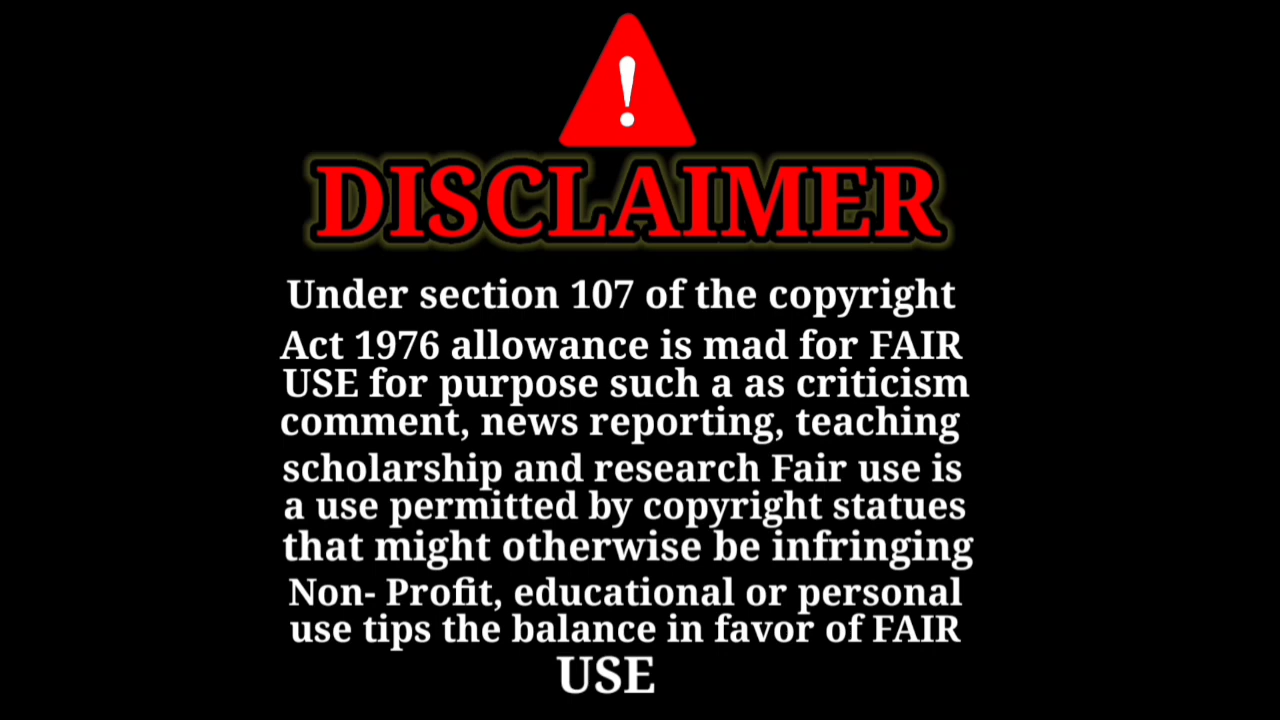 !
DISCLAIMER
Under section 107 of the copyright
Act 1976 allowance is mad for FAIR
USE for purpose such a as criticism
comment, news reporting, teaching
scholarship and research Fair use is
a use permitted by copyright statues
that might otherwise be infringing
Non- Profit, educational or personal
use tips the balance in favor of FAIR
USE